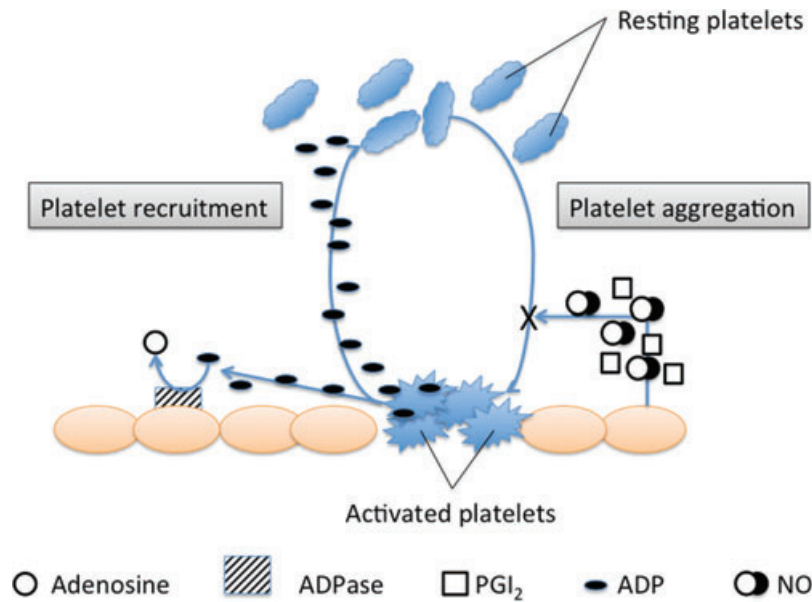 Resting platelets
Platelet recruitment
Platelet aggregation
X
Activated platelets
Adenosine
ADPase
PGI₂
ADP
NO